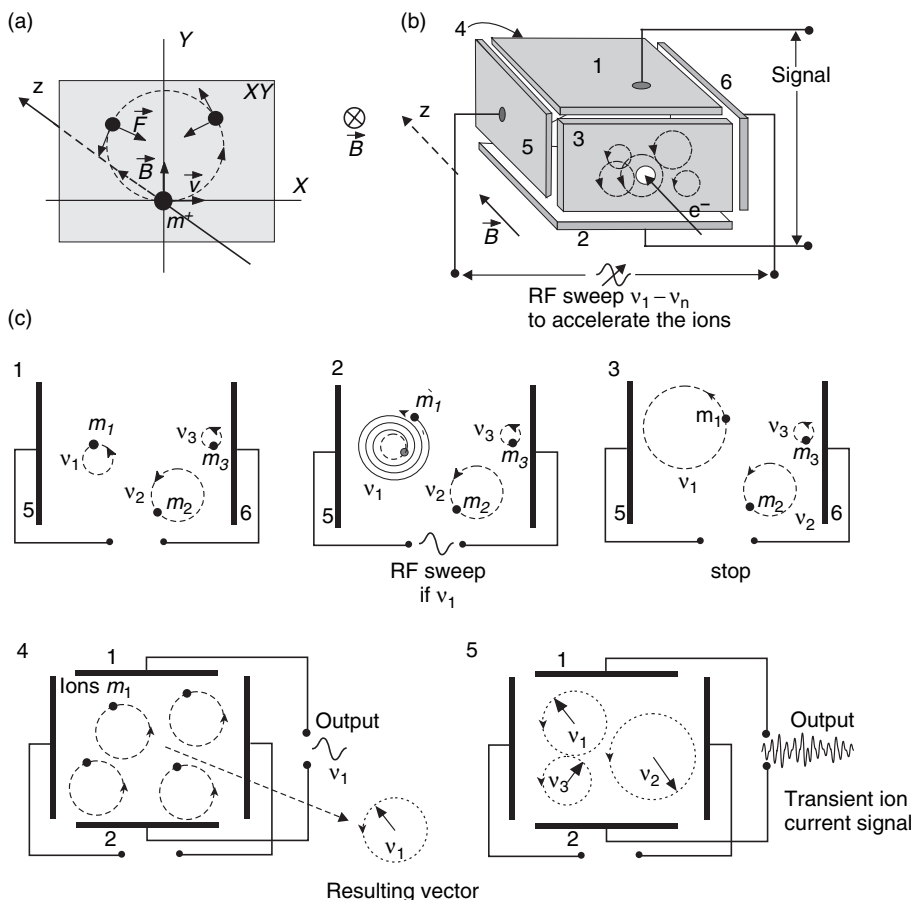 (a)
Y
z
XY
F
B
v
X
m+
B
(b)
4
1
6
Signal
z
5
3
B
e−
2
RF sweep ν1 – νn
to accelerate the ions
(c)
1
m1
ν1
ν3
m3
ν2
m2
5
6
2
m1
ν1
ν3
m3
ν2
m2
5
RF sweep
if ν1
3
m1
ν1
ν3
m3
m2
ν2
5
6
stop
4
1
Ions m1
Output
ν1
2
ν1
Resulting vector
5
1
ν1
ν3
ν2
2
Output
Transient ion
current signal